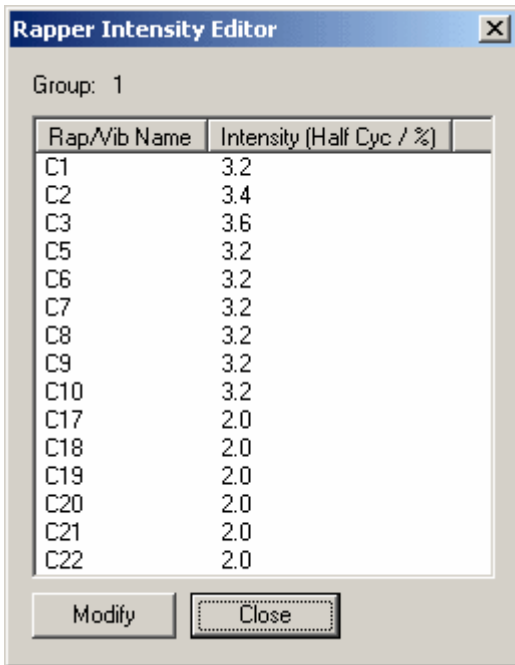 Rapper Intensity Editor
Group: 1
Rap/Vib Name Intensity (Half Cyc / %)
C1 3.2
C2 3.4
C3 3.6
C5 3.2
C6 3.2
C7 3.2
C8 3.2
C9 3.2
C10 3.2
C17 2.0
C18 2.0
C19 2.0
C20 2.0
C21 2.0
C22 2.0
Modify Close